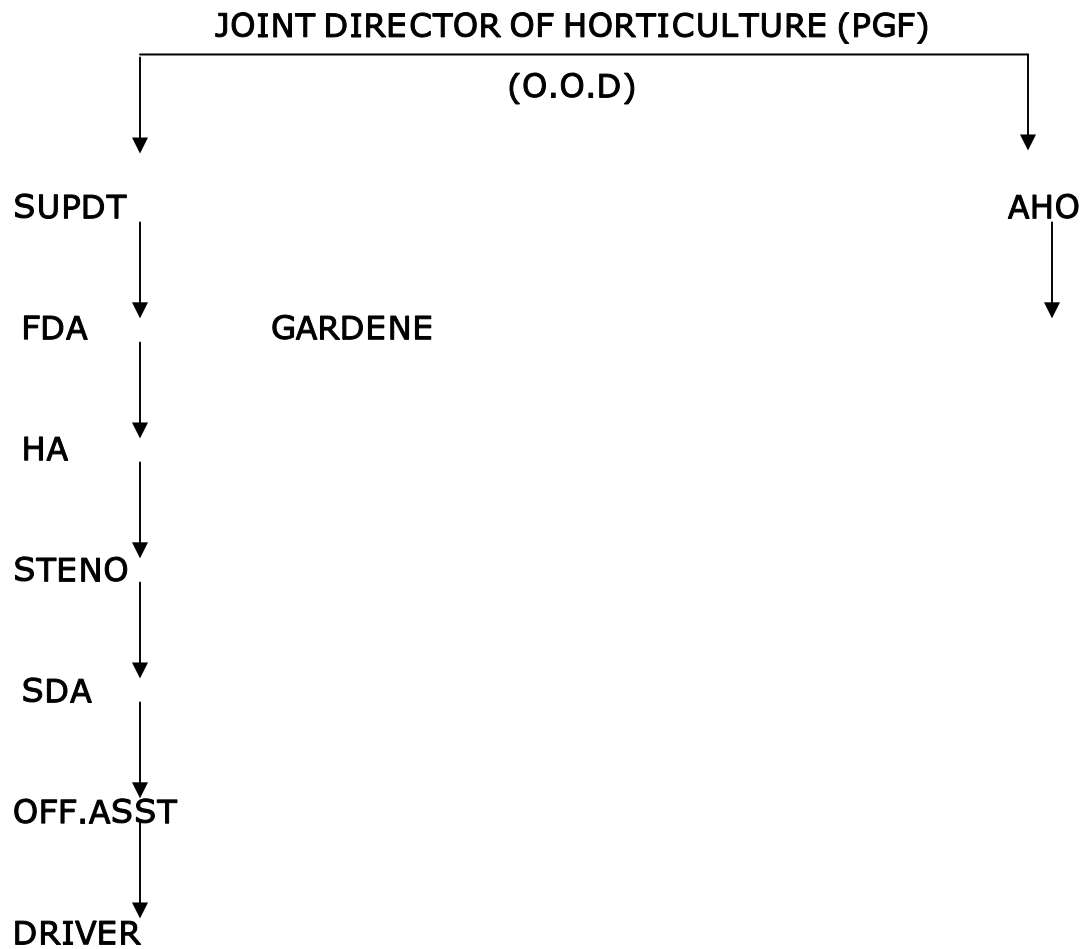 JOINT DIRECTOR OF HORTICULTURE (PGF)
(O.O.D)
SUPDT AHO
FDA GARDENE
HA
STENO
SDA
OFF.ASST
DRIVER